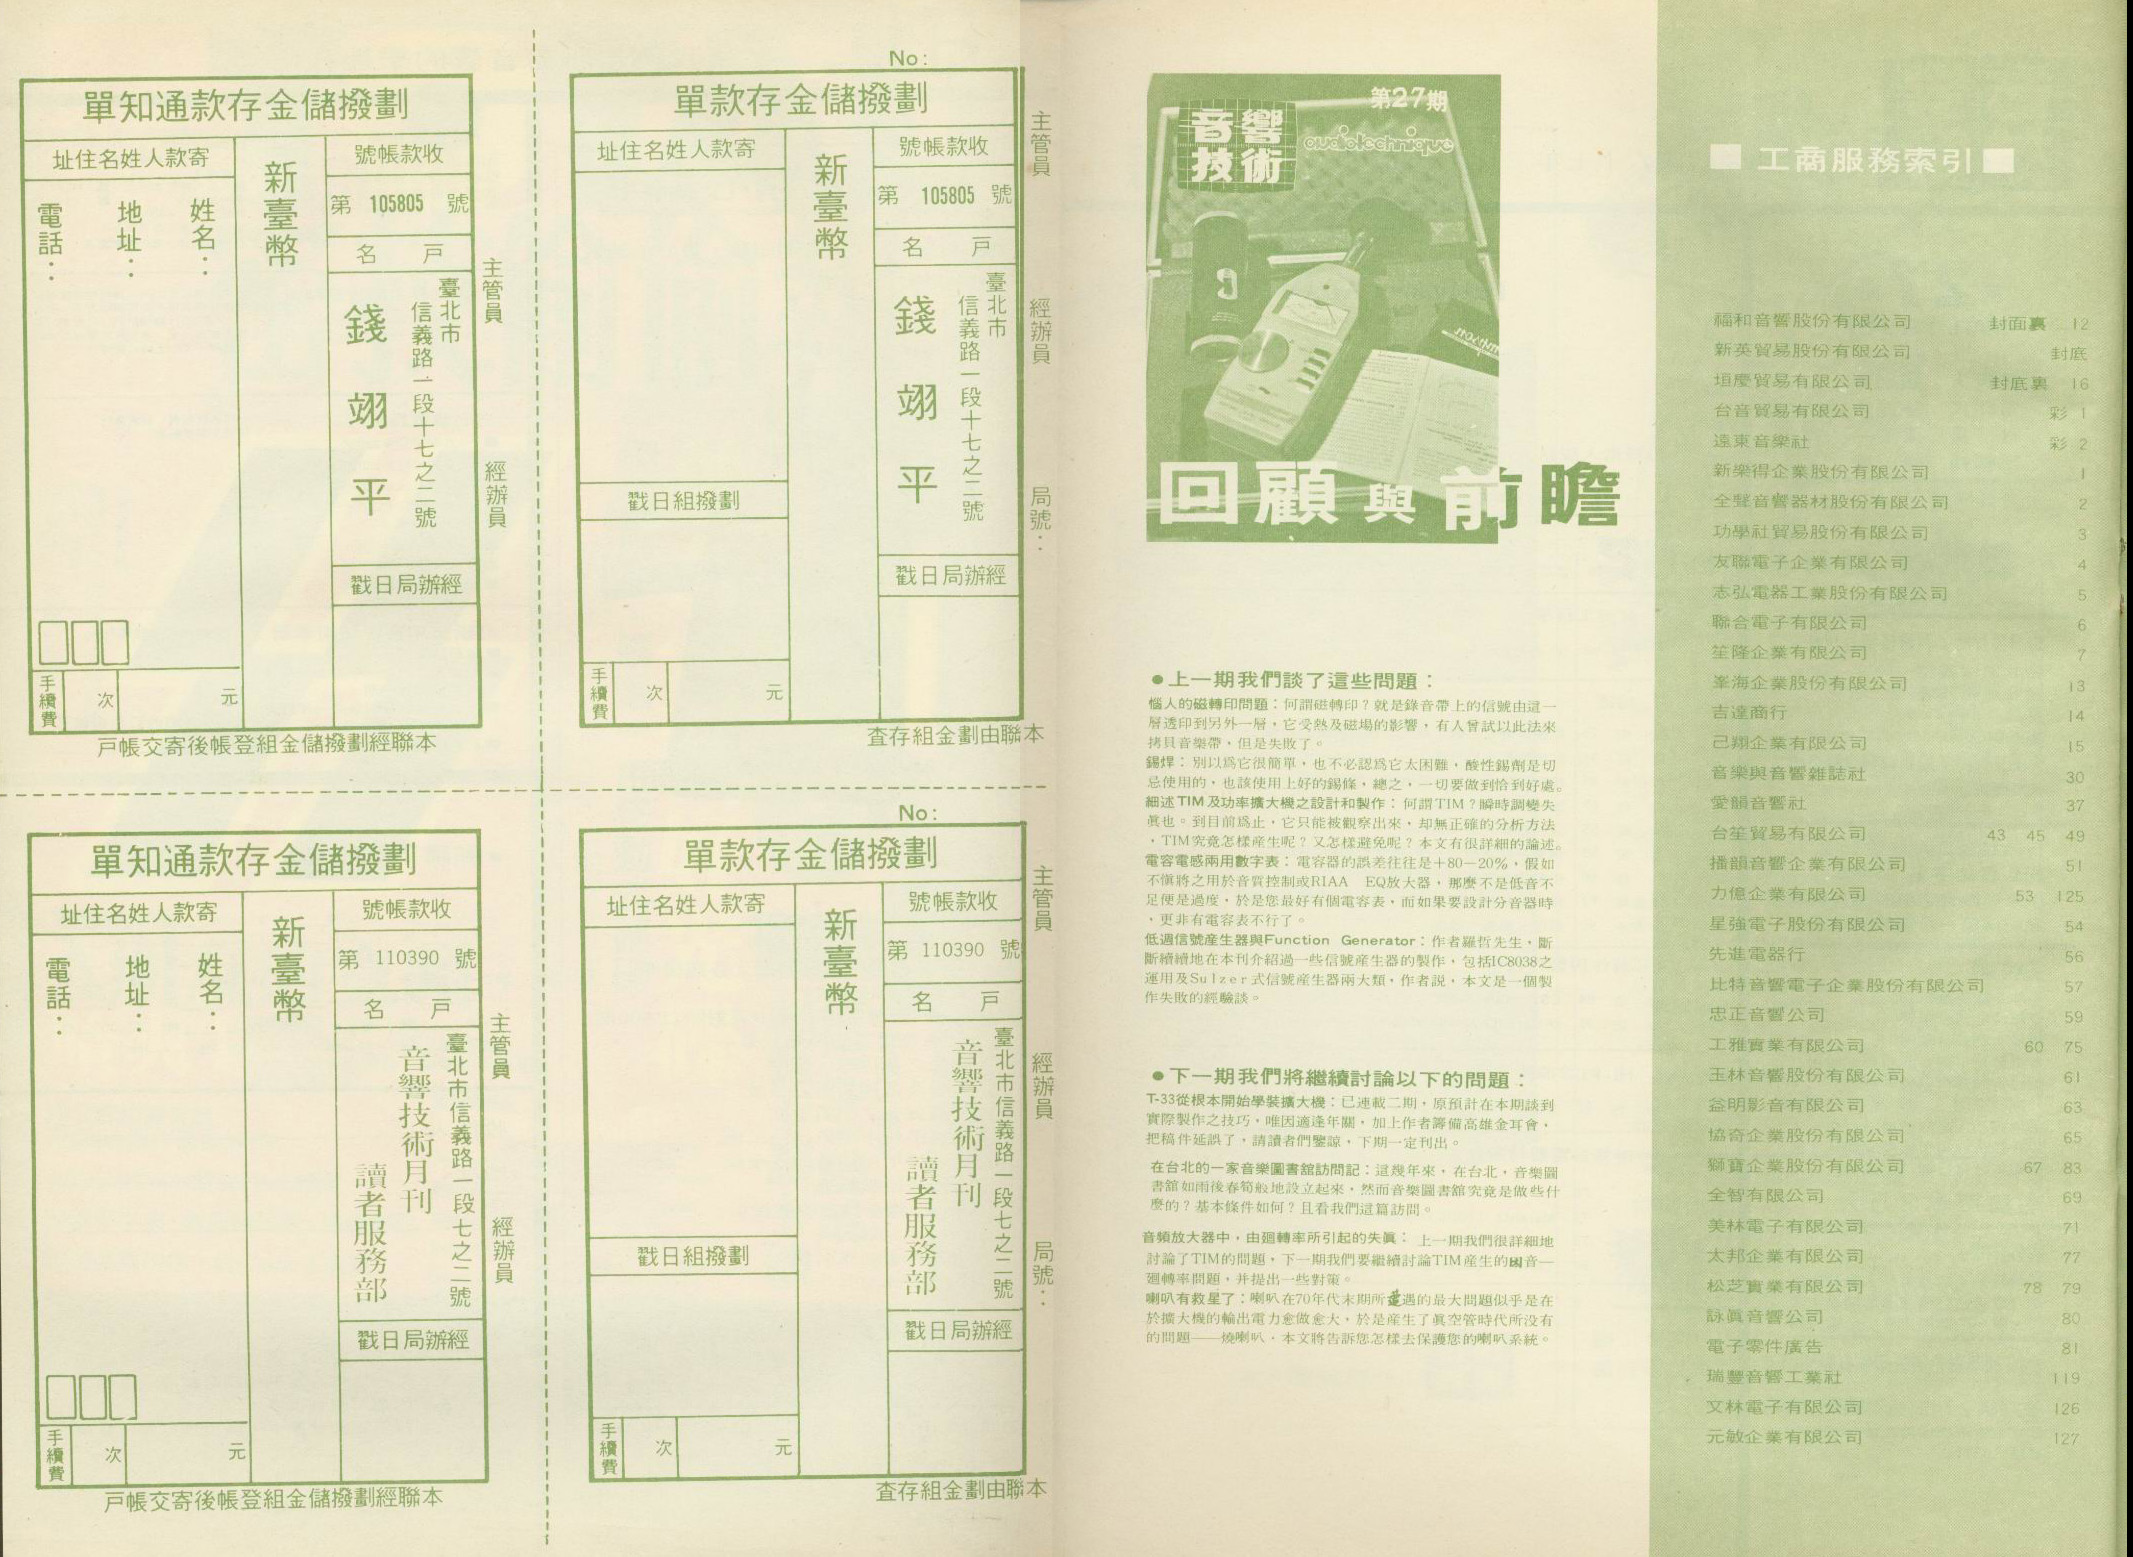 單知通款存金儲撥劃
址住名姓人款寄
姓名：
地址：
電話：
新臺幣
號帳款收
第 105805 號
名 戶
臺北市
信義路一段十七之二號
錢翊平
戳日局辦經
主管員
經辦員
手續費
次
元
戶帳交寄後帳登組金儲撥劃經聯本
No:
單款存金儲撥劃
址住名姓人款寄
新臺幣
號帳款收
第 105805 號
名 戶
臺北市
信義路一段十七之二號
錢翊平
戳日組撥劃
戳日局辦經
主管員
經辦員
局號：
手續費
次
元
查存組金劃由聯本
單知通款存金儲撥劃
址住名姓人款寄
姓名：
地址：
電話：
新臺幣
號帳款收
第 110390 號
名 戶
臺北市信義路一段七之二號
音響技術月刊
讀者服務部
戳日局辦經
主管員
經辦員
手續費
次
元
戶帳交寄後帳登組金儲撥劃經聯本
No:
單款存金儲撥劃
址住名姓人款寄
新臺幣
號帳款收
第 110390 號
名 戶
臺北市信義路一段七之二號
音響技術月刊
讀者服務部
戳日組撥劃
戳日局辦經
主管員
經辦員
局號：
手續費
次
元
查存組金劃由聯本
第27期
音響
技術
audiotechnique
回顧與前瞻
●上一期我們談了這些問題：
惱人的磁轉印問題：何謂磁轉印？就是錄音帶上的信號由這一
層透印到另外一層，它受熱及磁場的影響，有人曾試以此法來
拷貝音樂帶，但是失敗了。
錫焊：別以爲它很簡單，也不必認爲它太困難，酸性錫劑是切
忌使用的，也該使用上好的錫條，總之，一切要做到恰到好處。
細述TIM及功率擴大機之設計和製作：何謂TIM？瞬時調變失
眞也。到目前爲止，它只能被觀察出來，却無正確的分析方法
，TIM究竟怎樣産生呢？又怎樣避免呢？本文有很詳細的論述。
電容電感兩用數字表：電容器的誤差往往是＋80－20%，假如
不愼將之用於音質控制或RIAA EQ放大器，那麼不是低音不
足便是過度，於是您最好有個電容表，而如果要設計分音器時
，更非有電容表不行了。
低週信號産生器與Function Generator：作者羅哲先生，斷
斷續續地在本刊介紹過一些信號産生器的製作，包括IC8038之
運用及Sulzer式信號産生器兩大類，作者說，本文是一個製
作失敗的經驗談。
●下一期我們將繼續討論以下的問題：
T-33從根本開始學裝擴大機：已連載二期，原預計在本期談到
實際製作之技巧，唯因適逢年關，加上作者籌備高雄金耳會，
把稿件延誤了，請讀者們鑒諒，下期一定刊出。
在台北的一家音樂圖書舘訪問記：這幾年來，在台北，音樂圖
書舘如雨後春筍般地設立起來，然而音樂圖書舘究竟是做些什
麼的？基本條件如何？且看我們這篇訪問。
音頻放大器中，由廻轉率所引起的失眞：上一期我們很詳細地
討論了TIM的問題，下一期我們要繼續討論TIM産生的因音—
廻轉率問題，并提出一些對策。
喇叭有救星了：喇叭在70年代末期所遭遇的最大問題似乎是在
於擴大機的輸出電力愈做愈大，於是産生了眞空管時代所没有
的問題——燒喇叭，本文將告訴您怎樣去保護您的喇叭系統。
■ 工商服務索引 ■
福和音響股份有限公司 封面裏 12
新英貿易股份有限公司 封底
垣慶貿易有限公司 封底裏 16
台音貿易有限公司 彩 1
遠東音樂社 彩 2
新樂得企業股份有限公司 1
全聲音響器材股份有限公司 2
功學社貿易股份有限公司 3
友聯電子企業有限公司 4
志弘電器工業股份有限公司 5
聯合電子有限公司 6
笙隆企業有限公司 7
峯海企業股份有限公司 13
吉達商行 14
己翔企業有限公司 15
音樂與音響雜誌社 30
愛韻音響社 37
台笙貿易有限公司 43 45 49
播韻音響企業有限公司 51
力億企業有限公司 53 125
星強電子股份有限公司 54
先進電器行 56
比特音響電子企業股份有限公司 57
忠正音響公司 59
工雅實業有限公司 60 75
玉林音響股份有限公司 61
益明影音有限公司 63
協奇企業股份有限公司 65
獅寶企業股份有限公司 67 83
全智有限公司 69
美林電子有限公司 71
太邦企業有限公司 77
松芝實業有限公司 78 79
詠眞音響公司 80
電子零件廣告 81
瑞豐音響工業社 119
文林電子有限公司 126
元敏企業有限公司 127